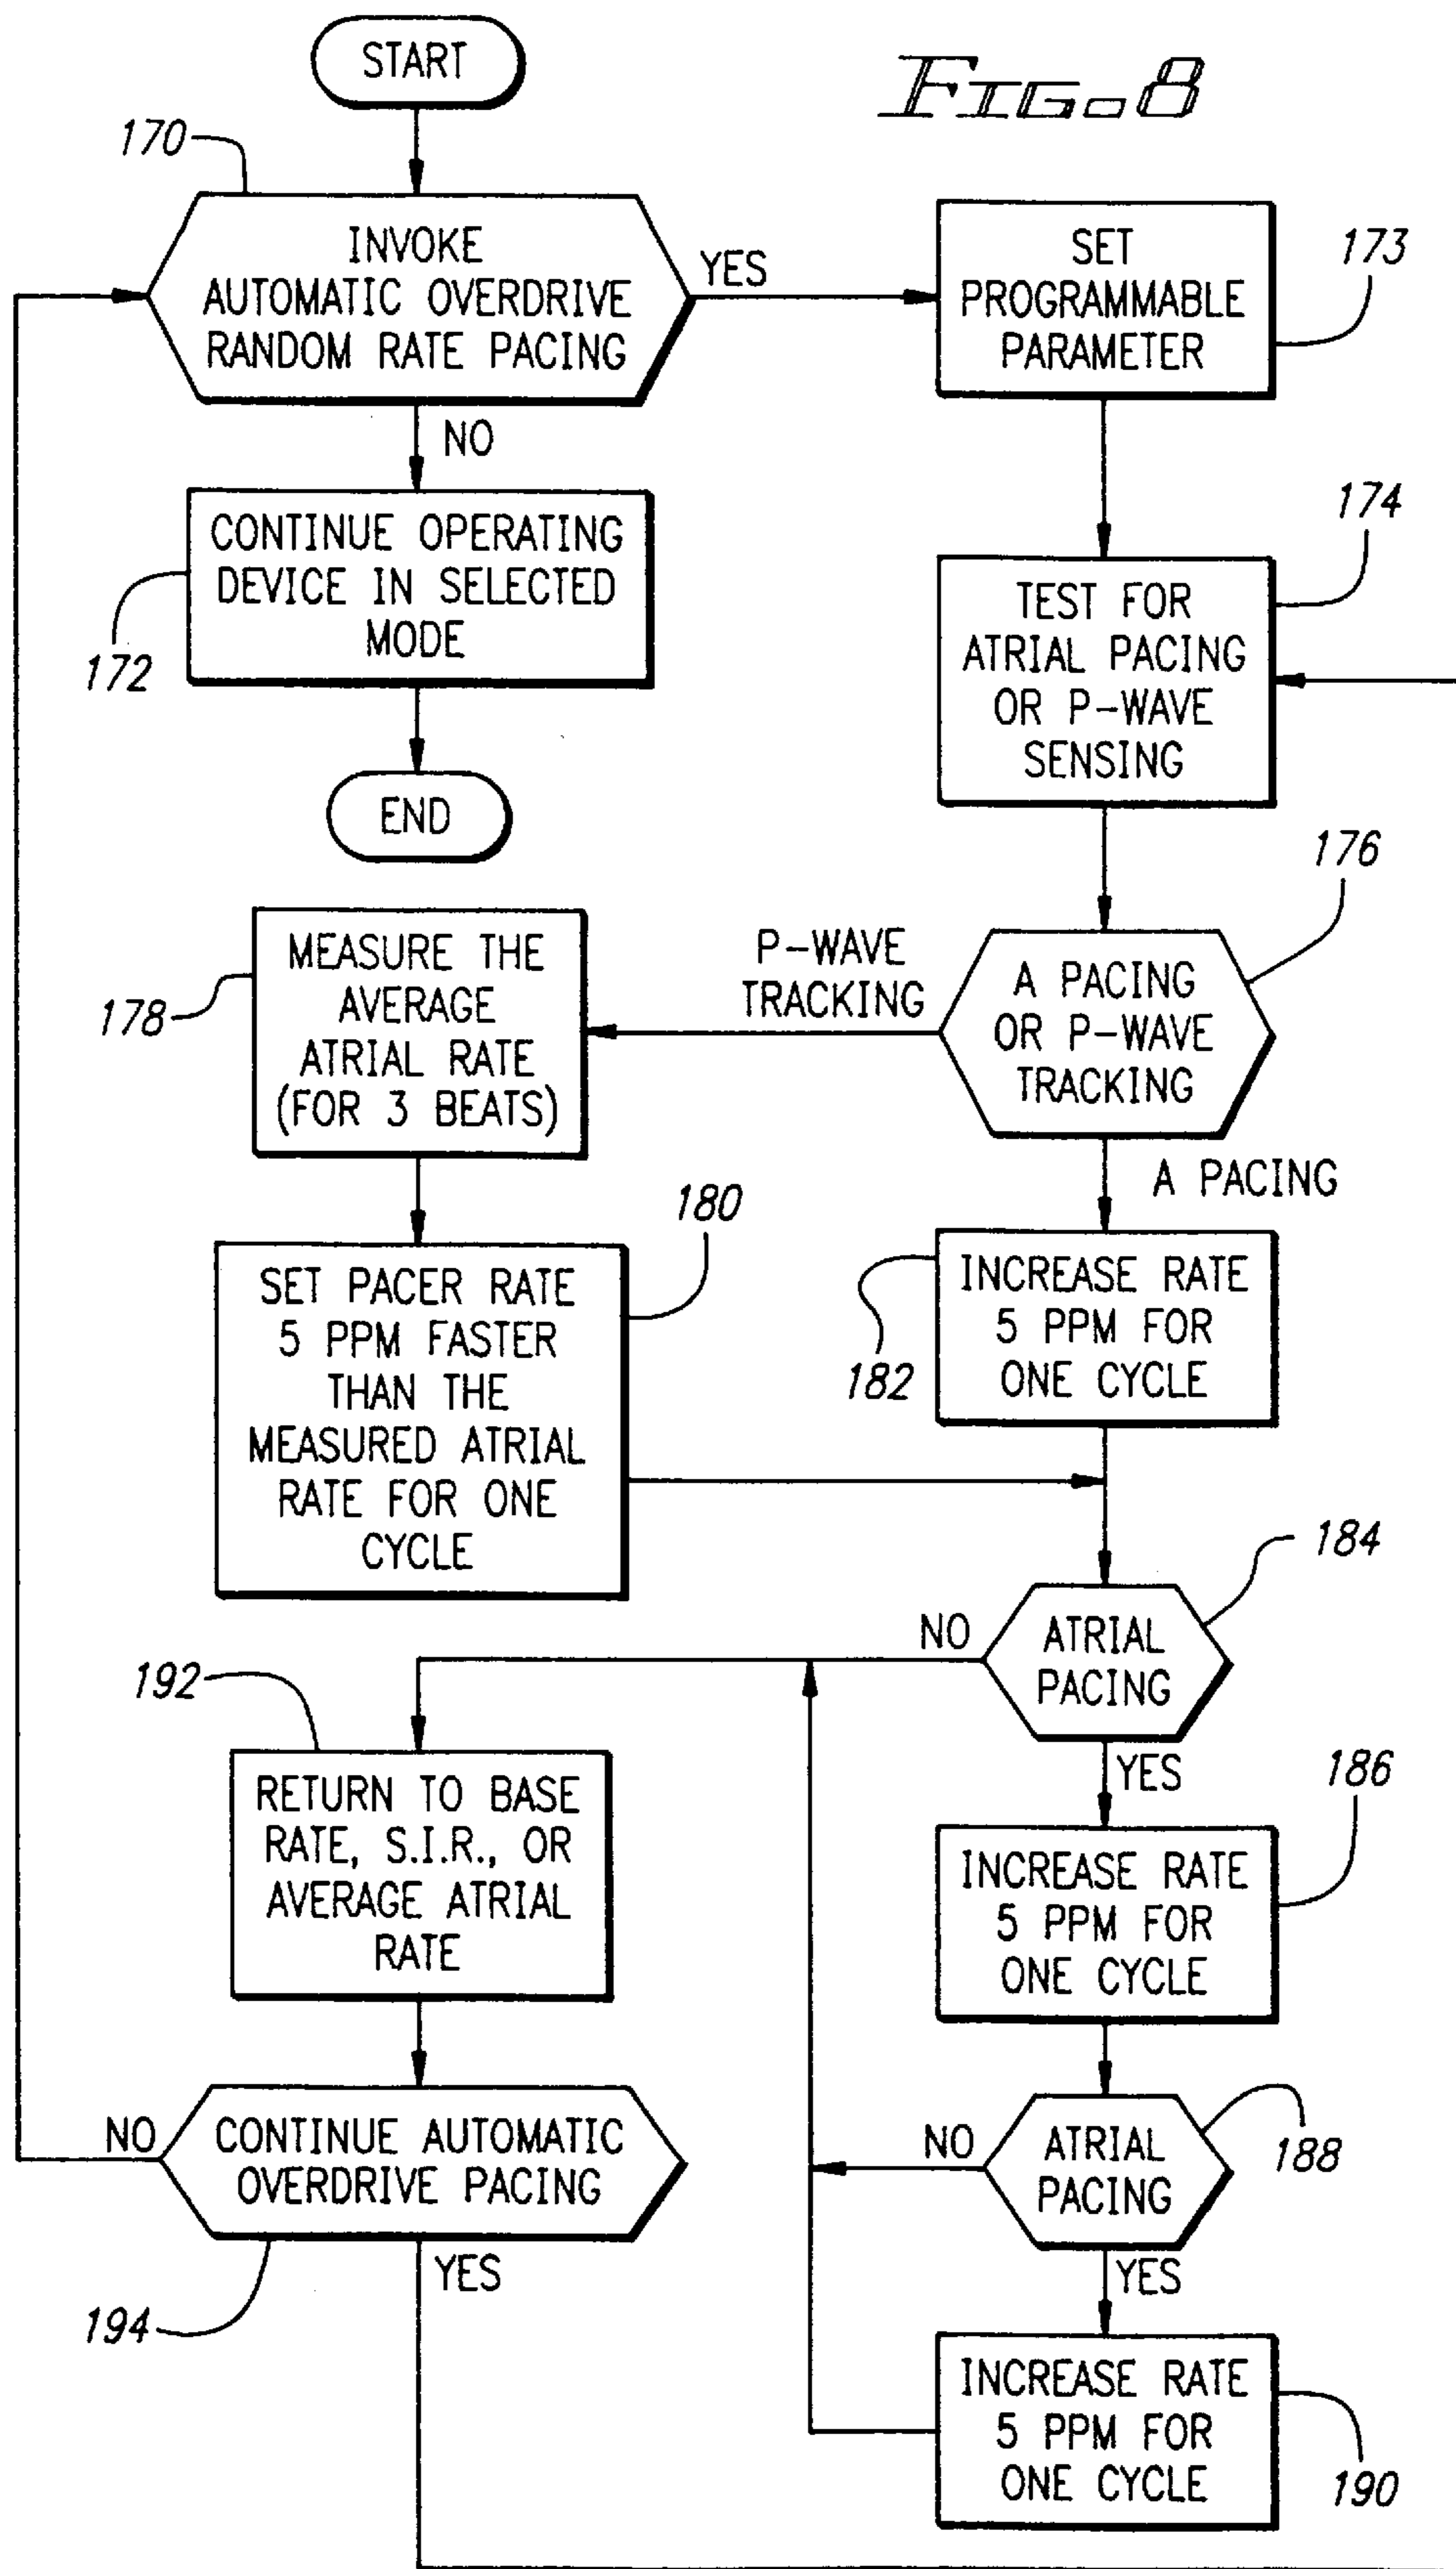 START
FIG. 8
170
INVOKE
AUTOMATIC OVERDRIVE
RANDOM RATE PACING
YES
SET
PROGRAMMABLE
PARAMETER
173
NO
CONTINUE OPERATING
DEVICE IN SELECTED
MODE
172
END
174
TEST FOR
ATRIAL PACING
OR P-WAVE
SENSING
176
A PACING
OR P-WAVE
TRACKING
P-WAVE
TRACKING
MEASURE THE
AVERAGE
ATRIAL RATE
(FOR 3 BEATS)
178
A PACING
180
SET PACER RATE
5 PPM FASTER
THAN THE
MEASURED ATRIAL
RATE FOR ONE
CYCLE
INCREASE RATE
5 PPM FOR
ONE CYCLE
182
184
ATRIAL
PACING
NO
YES
192
RETURN TO BASE
RATE, S.I.R., OR
AVERAGE ATRIAL
RATE
186
INCREASE RATE
5 PPM FOR
ONE CYCLE
NO
CONTINUE AUTOMATIC
OVERDRIVE PACING
YES
194
NO
ATRIAL
PACING
188
YES
INCREASE RATE
5 PPM FOR
ONE CYCLE
190